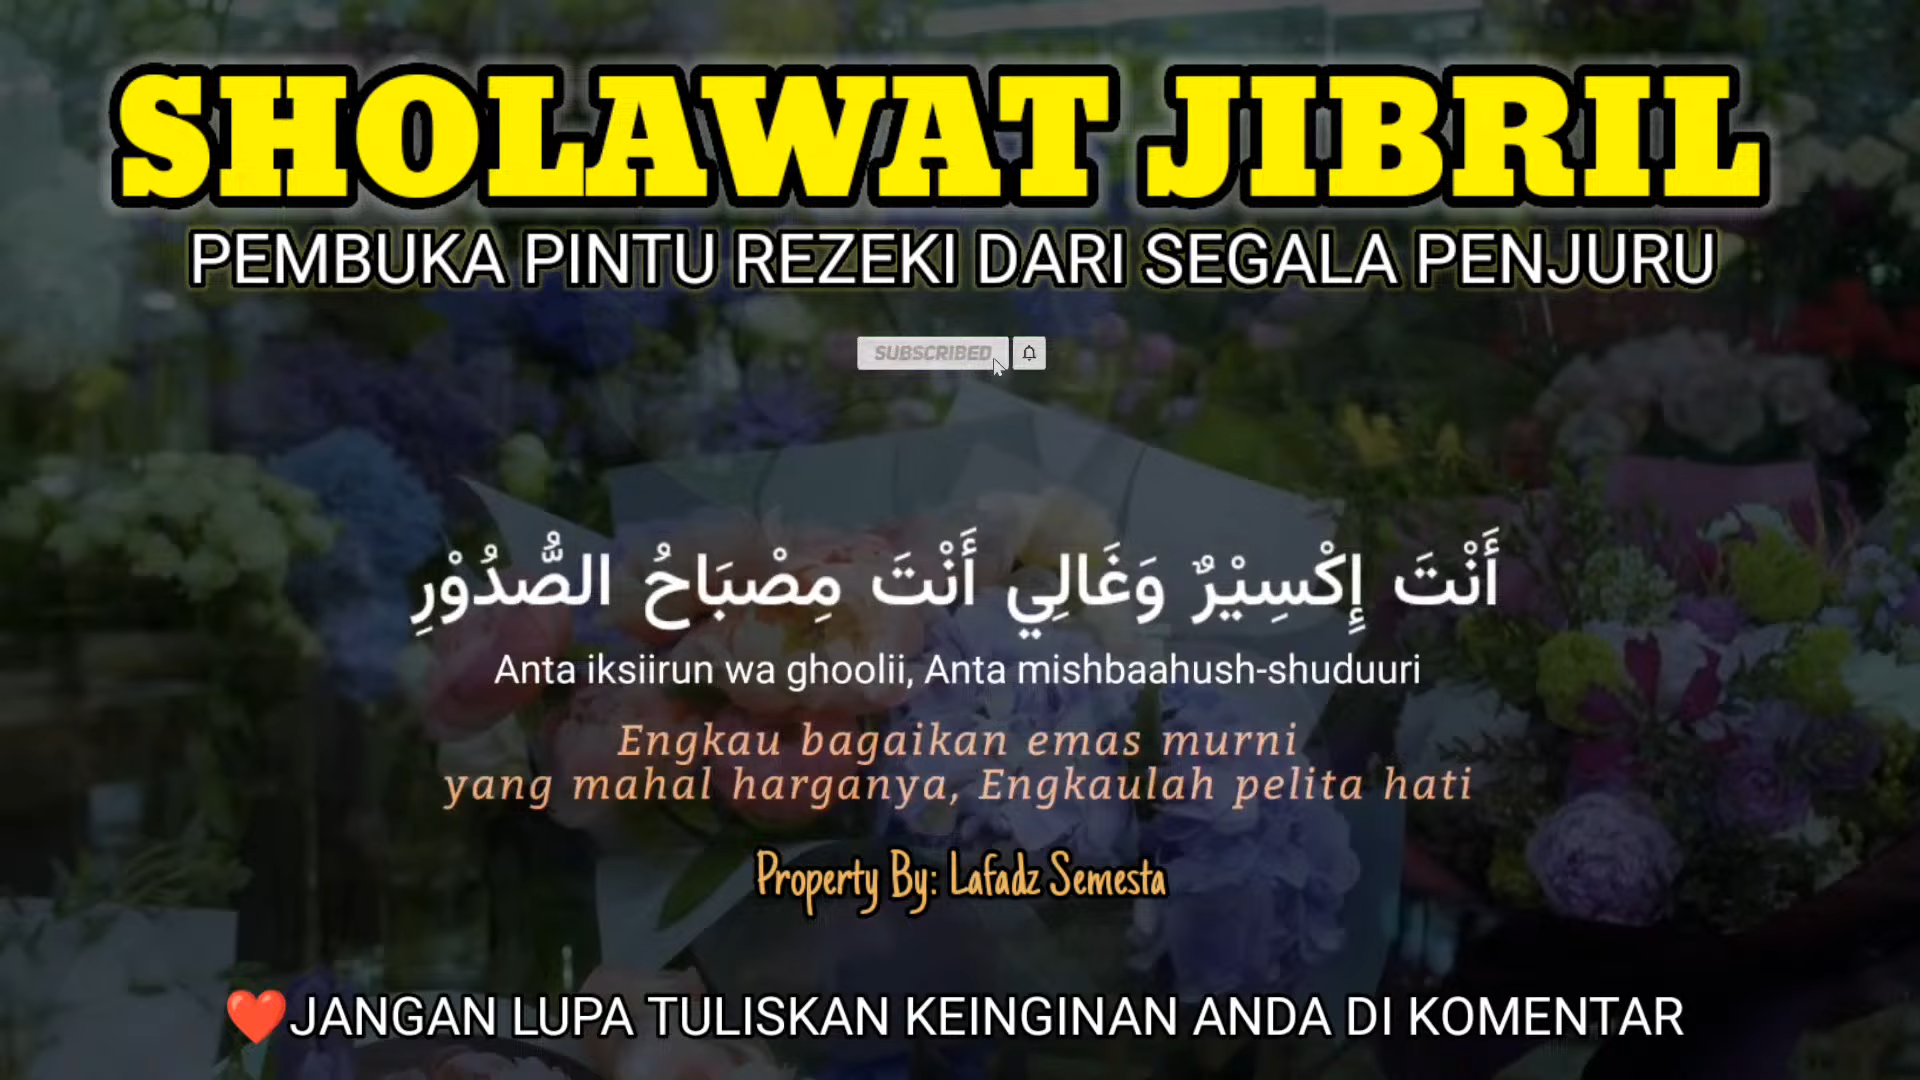 SHOLAWAT JIBRIL
PEMBUKA PINTU REZEKI DARI SEGALA PENJURU
SUBSCRIBED
أَنْتَ إِكْسِيْرٌ وَغَالِي أَنْتَ مِصْبَاحُ الصُّدُوْرِ
Anta iksiirun wa ghoolii, Anta mishbaahush-shuduuri
Engkau bagaikan emas murni
yang mahal harganya, Engkaulah pelita hati
Property By: Lafadz Semesta
❤️JANGAN LUPA TULISKAN KEINGINAN ANDA DI KOMENTAR